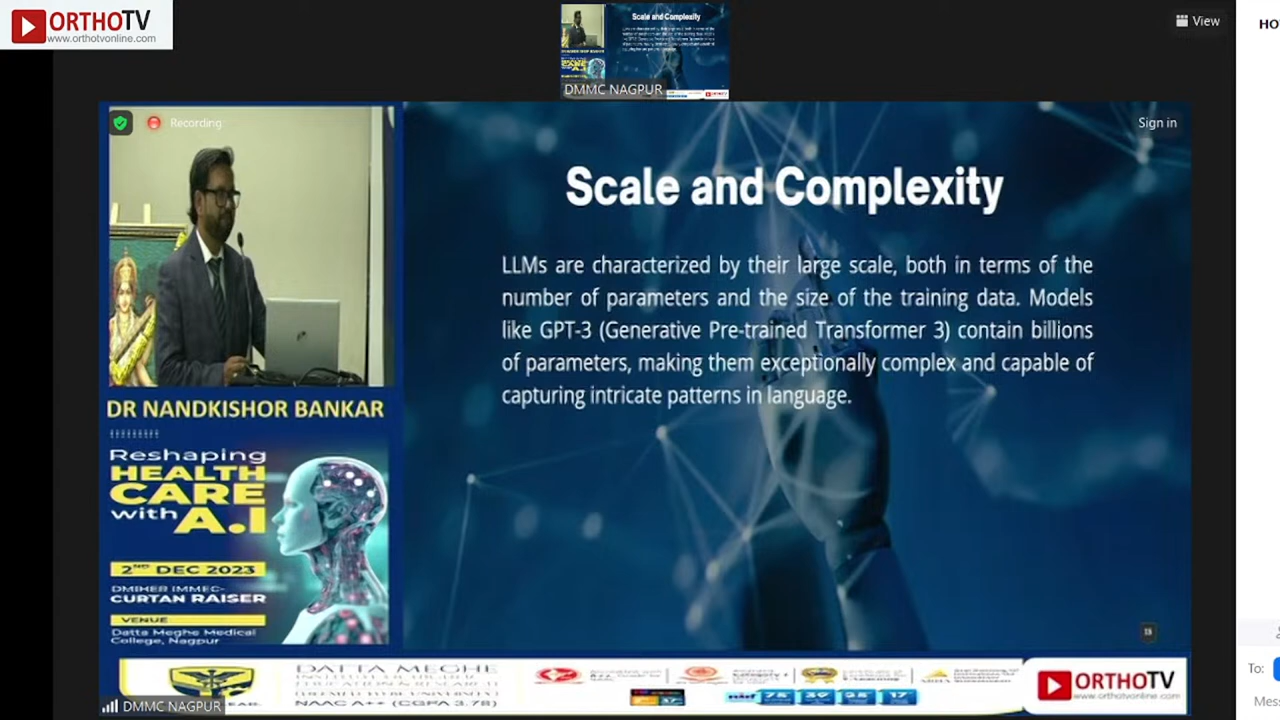 ORTHOTV
www.orthotvonline.com
View
HO
Scale and Complexity
DMMC NAGPUR
Recording
Sign in
Scale and Complexity
LLMs are characterized by their large scale, both in terms of the
number of parameters and the size of the training data. Models
like GPT-3 (Generative Pre-trained Transformer 3) contain billions
of parameters, making them exceptionally complex and capable of
capturing intricate patterns in language.
DR NANDKISHOR BANKAR
Reshaping
HEALTH
CARE
with A.I
2ND DEC 2023
DMIHER IMMEC-
CURTAN RAISER
VENUE
Datta Meghe Medical
College, Nagpur
15
DATTA MEGHE
NAAC A++ (CGPA 3.78)
ORTHOTV
www.orthotvonline.com
DMMC NAGPUR
To:
Mess